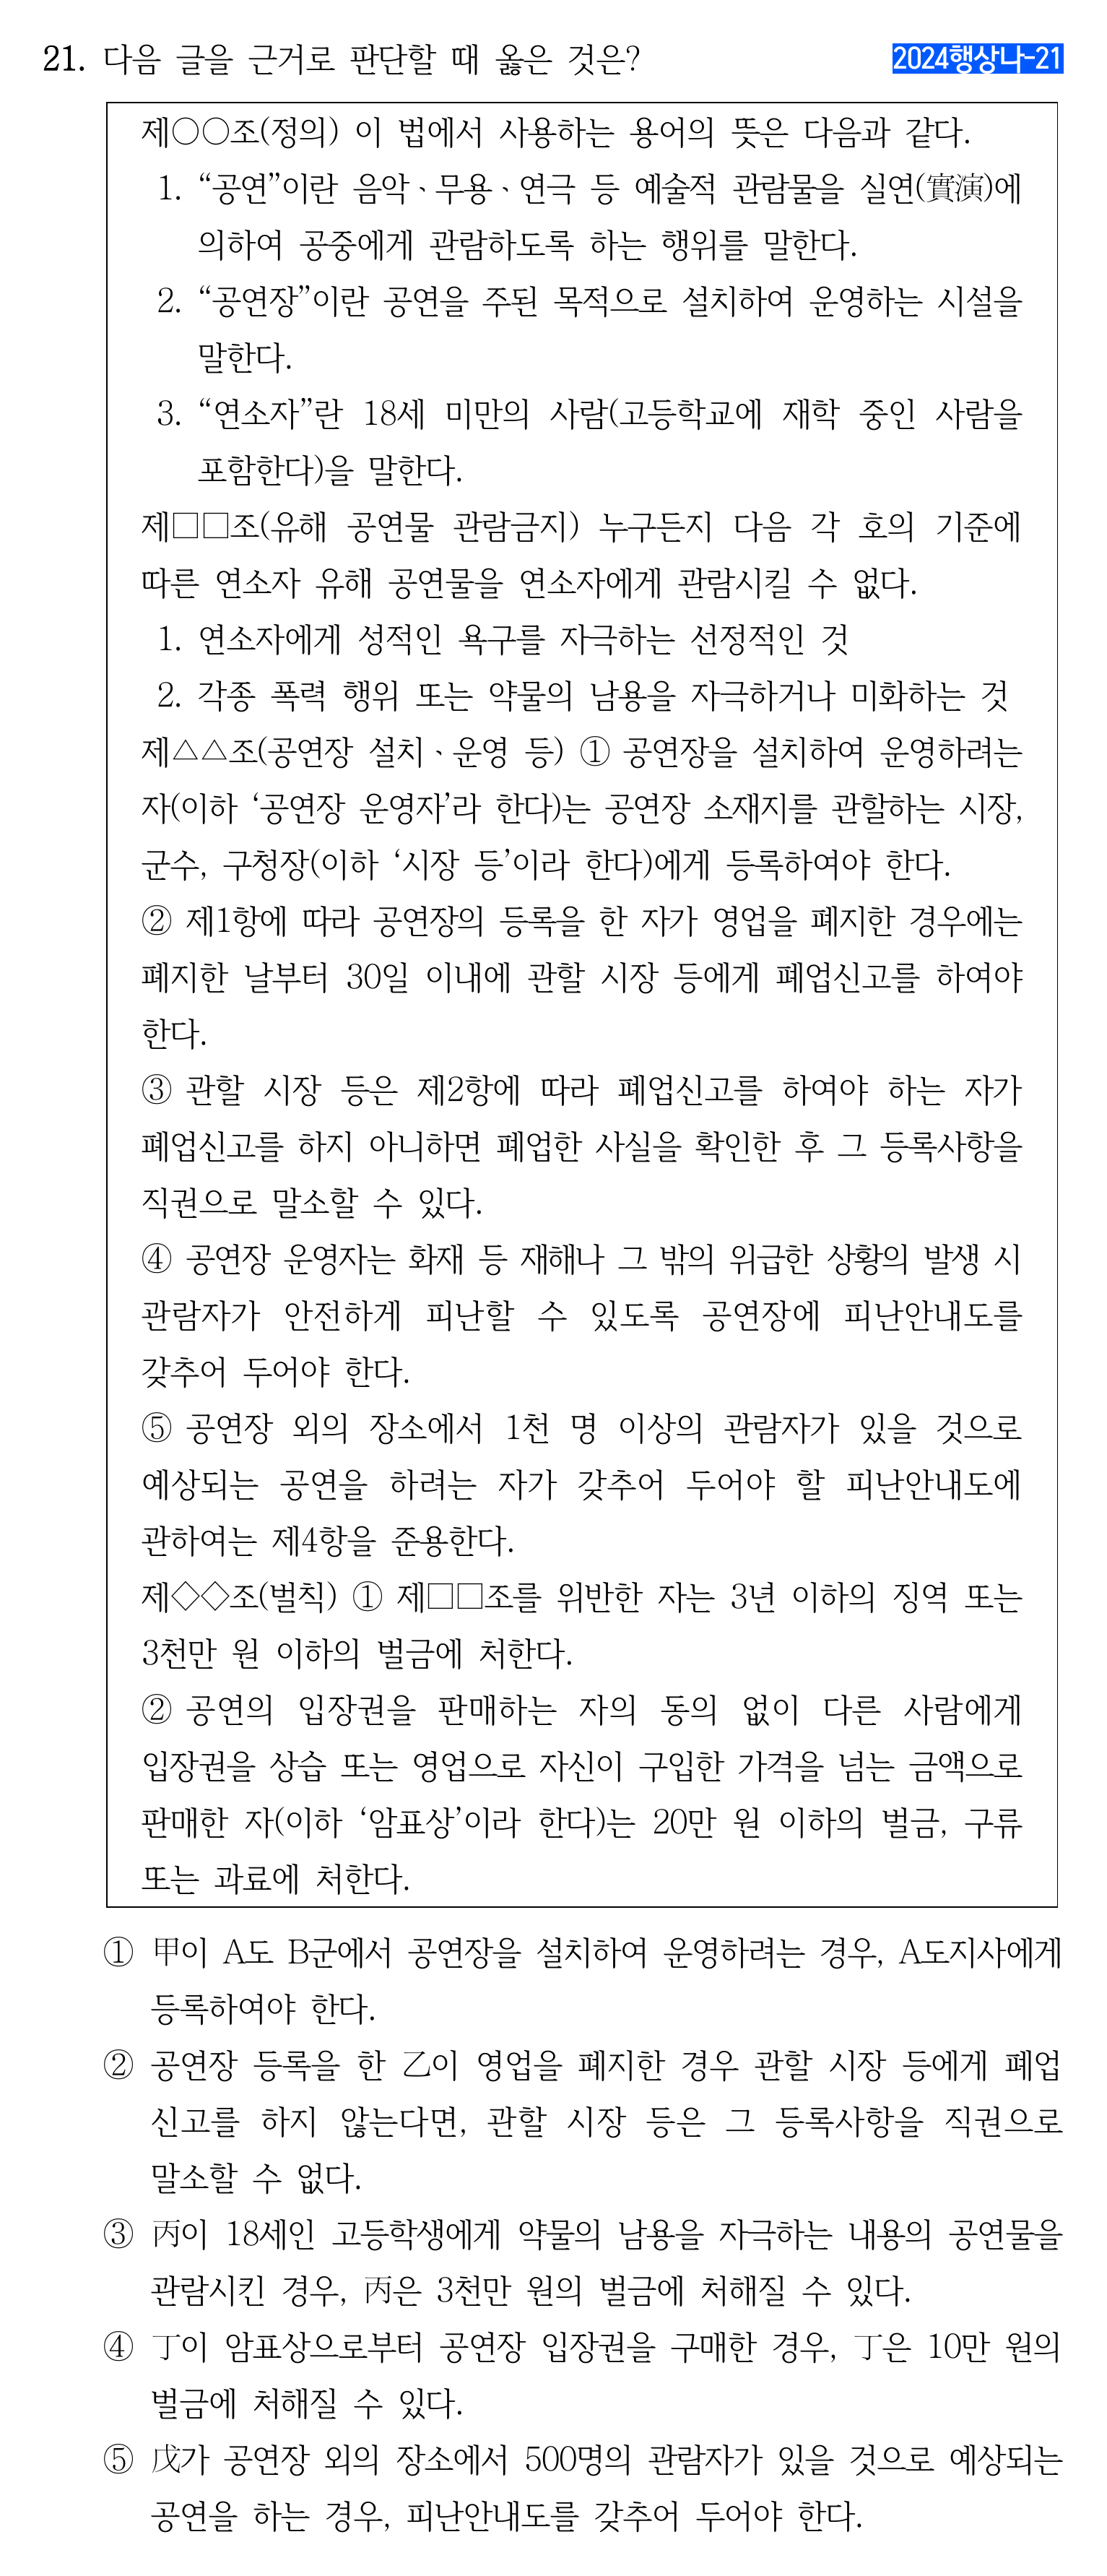 21. 다음 글을 근거로 판단할 때 옳은 것은?
2024행상나-21
제○○조(정의) 이 법에서 사용하는 용어의 뜻은 다음과 같다.
1. “공연”이란 음악ㆍ무용ㆍ연극 등 예술적 관람물을 실연(實演)에
의하여 공중에게 관람하도록 하는 행위를 말한다.
2. “공연장”이란 공연을 주된 목적으로 설치하여 운영하는 시설을
말한다.
3. “연소자”란 18세 미만의 사람(고등학교에 재학 중인 사람을
포함한다)을 말한다.
제□□조(유해 공연물 관람금지) 누구든지 다음 각 호의 기준에
따른 연소자 유해 공연물을 연소자에게 관람시킬 수 없다.
1. 연소자에게 성적인 욕구를 자극하는 선정적인 것
2. 각종 폭력 행위 또는 약물의 남용을 자극하거나 미화하는 것
제△△조(공연장 설치ㆍ운영 등) ① 공연장을 설치하여 운영하려는
자(이하 ‘공연장 운영자’라 한다)는 공연장 소재지를 관할하는 시장,
군수, 구청장(이하 ‘시장 등’이라 한다)에게 등록하여야 한다.
② 제1항에 따라 공연장의 등록을 한 자가 영업을 폐지한 경우에는
폐지한 날부터 30일 이내에 관할 시장 등에게 폐업신고를 하여야
한다.
③ 관할 시장 등은 제2항에 따라 폐업신고를 하여야 하는 자가
폐업신고를 하지 아니하면 폐업한 사실을 확인한 후 그 등록사항을
직권으로 말소할 수 있다.
④ 공연장 운영자는 화재 등 재해나 그 밖의 위급한 상황의 발생 시
관람자가 안전하게 피난할 수 있도록 공연장에 피난안내도를
갖추어 두어야 한다.
⑤ 공연장 외의 장소에서 1천 명 이상의 관람자가 있을 것으로
예상되는 공연을 하려는 자가 갖추어 두어야 할 피난안내도에
관하여는 제4항을 준용한다.
제◇◇조(벌칙) ① 제□□조를 위반한 자는 3년 이하의 징역 또는
3천만 원 이하의 벌금에 처한다.
② 공연의 입장권을 판매하는 자의 동의 없이 다른 사람에게
입장권을 상습 또는 영업으로 자신이 구입한 가격을 넘는 금액으로
판매한 자(이하 ‘암표상’이라 한다)는 20만 원 이하의 벌금, 구류
또는 과료에 처한다.
① 甲이 A도 B군에서 공연장을 설치하여 운영하려는 경우, A도지사에게
등록하여야 한다.
② 공연장 등록을 한 乙이 영업을 폐지한 경우 관할 시장 등에게 폐업
신고를 하지 않는다면, 관할 시장 등은 그 등록사항을 직권으로
말소할 수 없다.
③ 丙이 18세인 고등학생에게 약물의 남용을 자극하는 내용의 공연물을
관람시킨 경우, 丙은 3천만 원의 벌금에 처해질 수 있다.
④ 丁이 암표상으로부터 공연장 입장권을 구매한 경우, 丁은 10만 원의
벌금에 처해질 수 있다.
⑤ 戊가 공연장 외의 장소에서 500명의 관람자가 있을 것으로 예상되는
공연을 하는 경우, 피난안내도를 갖추어 두어야 한다.